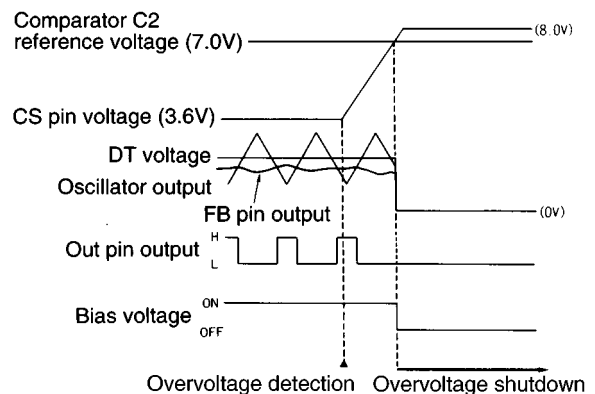 Comparator C2
reference voltage (7.0V)
(8.0V)
CS pin voltage (3.6V)
DT voltage
Oscillator output
FB pin output
(0V)
Out pin output
H
L
Bias voltage
ON
OFF
Overvoltage detection
Overvoltage shutdown